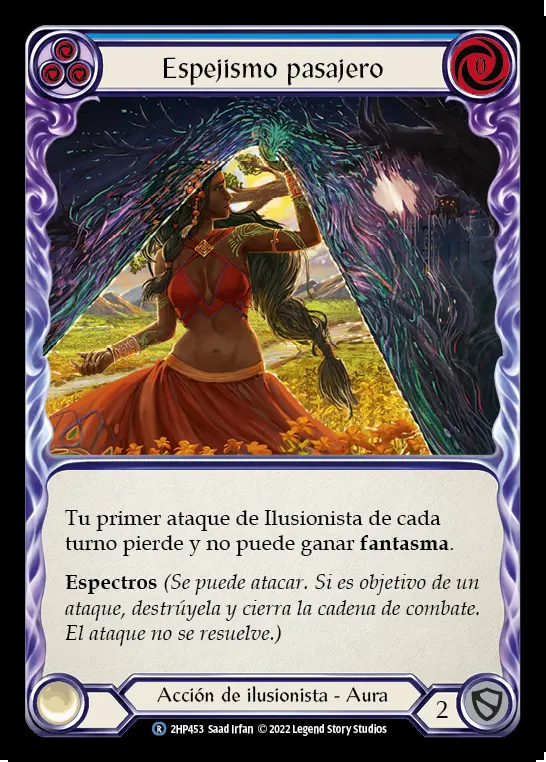 Espejismo pasajero
0
Tu primer ataque de Ilusionista de cada
turno pierde y no puede ganar fantasma.
Espectros (Se puede atacar. Si es objetivo de un
ataque, destrúyela y cierra la cadena de combate.
El ataque no se resuelve.)
Acción de ilusionista - Aura
2
R 2HP453 Saad Irfan © 2022 Legend Story Studios